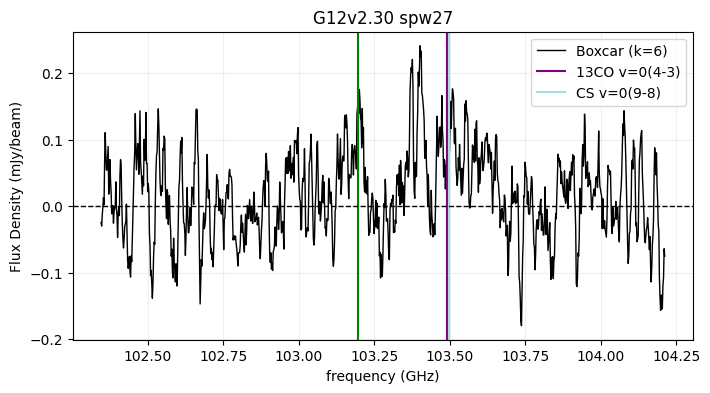 G12v2.30 spw27
Boxcar (k=6)
13CO v=0(4-3)
CS v=0(9-8)
Flux Density (mJy/beam)
0.2
0.1
0.0
−0.1
−0.2
102.50 102.75 103.00 103.25 103.50 103.75 104.00 104.25
frequency (GHz)